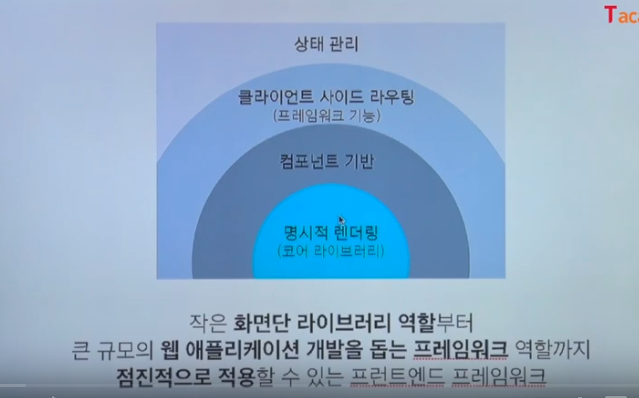 Taca
상태 관리
클라이언트 사이드 라우팅
(프레임워크 기능)
컴포넌트 기반
명시적 렌더링
(코어 라이브러리)
작은 화면단 라이브러리 역할부터
큰 규모의 웹 애플리케이션 개발을 돕는 프레임워크 역할까지
점진적으로 적용할 수 있는 프런트엔드 프레임워크